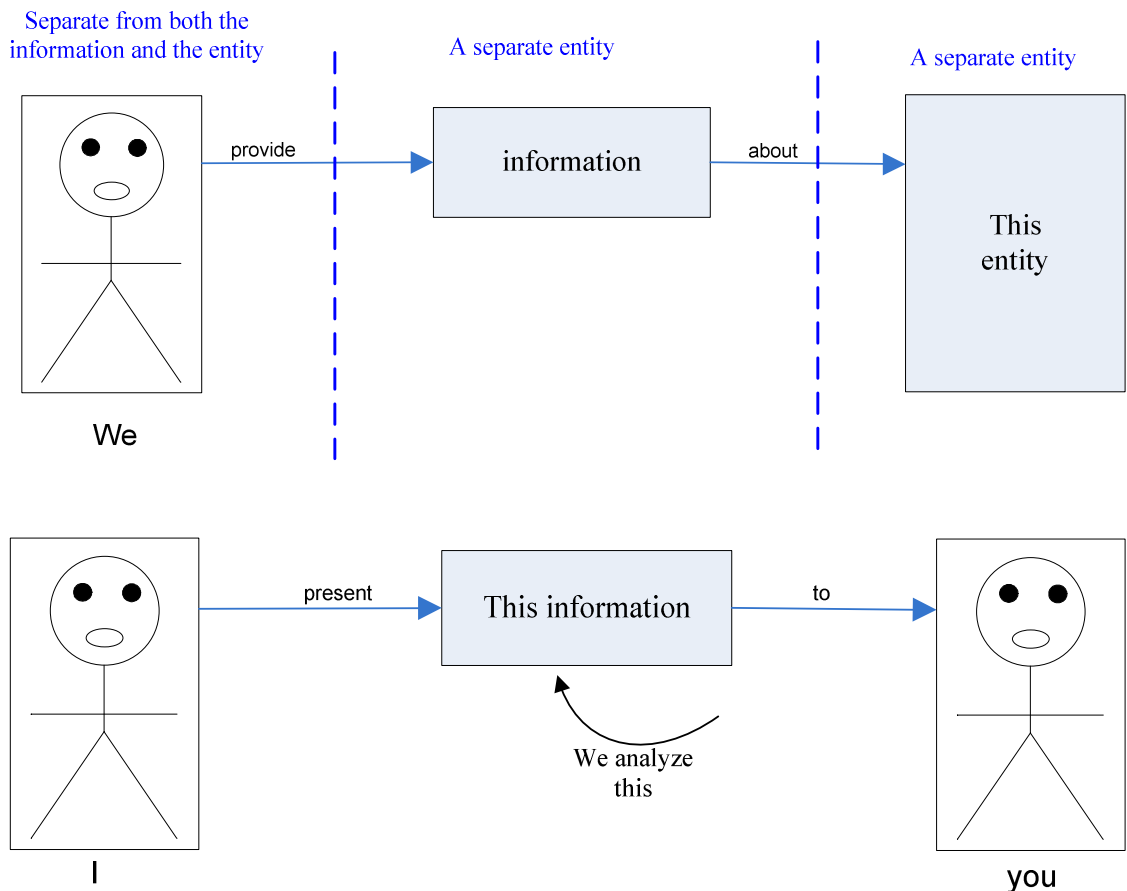 Separate from both the
information and the entity
A separate entity
A separate entity
provide
information
about
This
entity
We
present
This information
to
We analyze
this
I
you